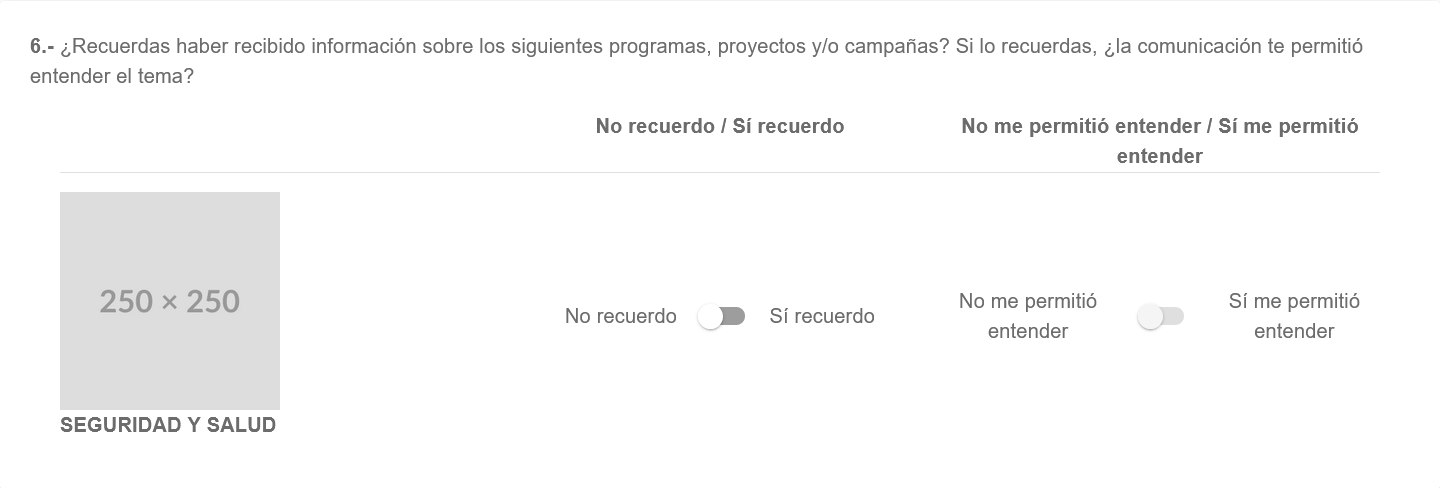 6.- ¿Recuerdas haber recibido información sobre los siguientes programas, proyectos y/o campañas? Si lo recuerdas, ¿la comunicación te permitió
entender el tema?
No recuerdo / Sí recuerdo
No me permitió entender / Sí me permitió
entender
250 × 250
No recuerdo
Sí recuerdo
No me permitió
entender
Sí me permitió
entender
SEGURIDAD Y SALUD